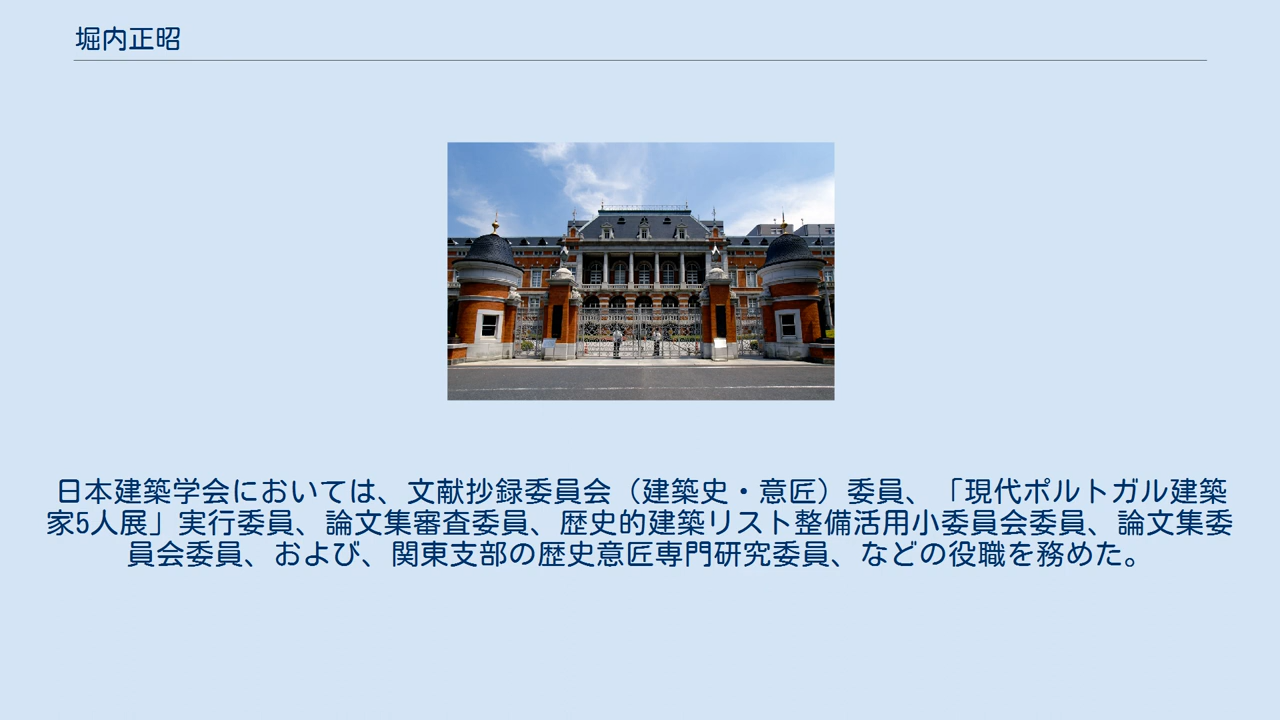 堀内正昭
日本建築学会においては、文献抄録委員会（建築史・意匠）委員、「現代ポルトガル建築
家5人展」実行委員、論文集審査委員、歴史的建築リスト整備活用小委員会委員、論文集委
員会委員、および、関東支部の歴史意匠専門研究委員、などの役職を務めた。